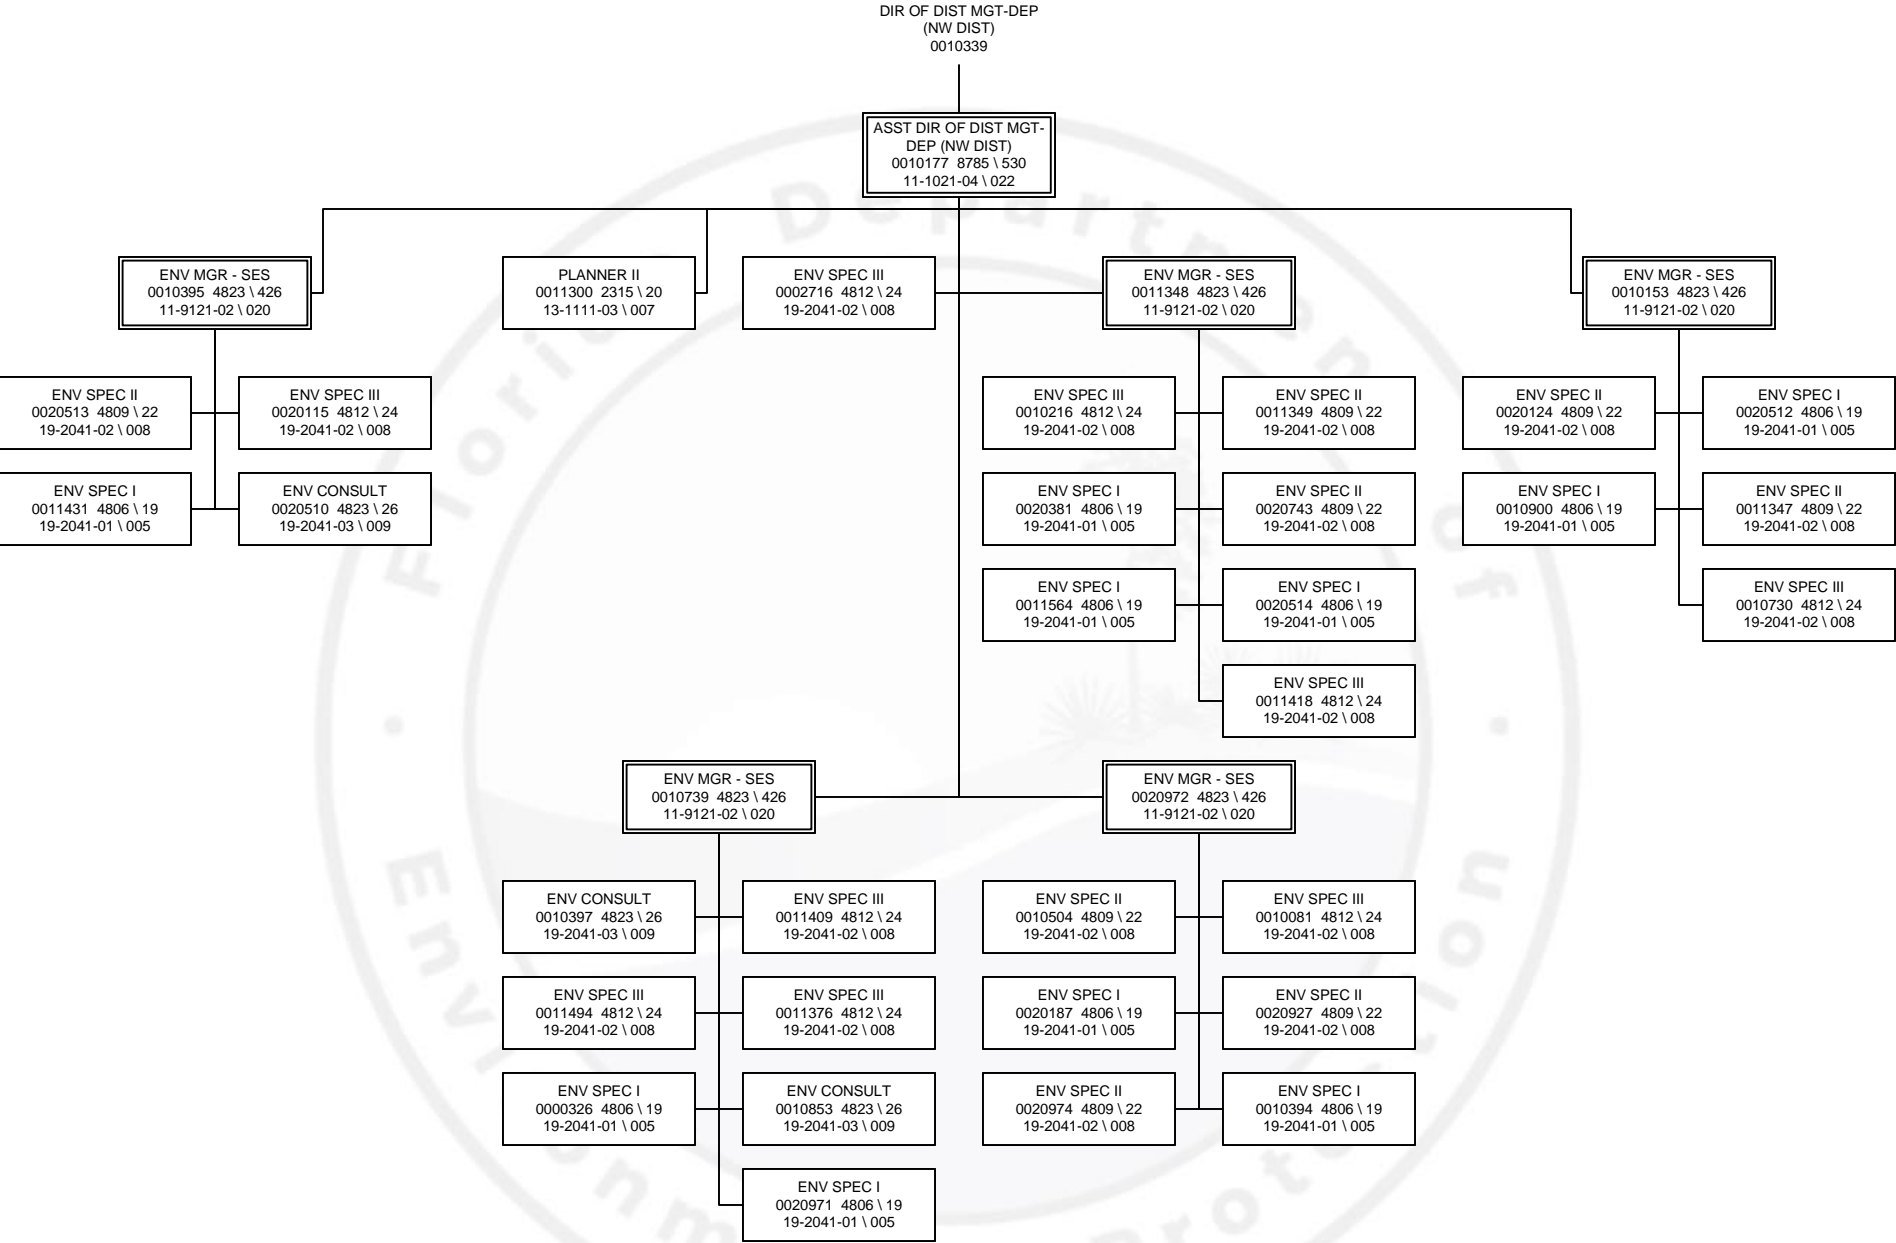 DIR OF DIST MGT-DEP
(NW DIST)
0010339
ASST DIR OF DIST MGT-
DEP (NW DIST)
0010177 8785 \ 530
11-1021-04 \ 022
ENV MGR - SES
0010395 4823 \ 426
11-9121-02 \ 020
PLANNER II
0011300 2315 \ 20
13-1111-03 \ 007
ENV SPEC III
0002716 4812 \ 24
19-2041-02 \ 008
ENV MGR - SES
0011348 4823 \ 426
11-9121-02 \ 020
ENV MGR - SES
0010153 4823 \ 426
11-9121-02 \ 020
ENV SPEC II
0020513 4809 \ 22
19-2041-02 \ 008
ENV SPEC III
0020115 4812 \ 24
19-2041-02 \ 008
ENV SPEC I
0011431 4806 \ 19
19-2041-01 \ 005
ENV CONSULT
0020510 4823 \ 26
19-2041-03 \ 009
ENV SPEC III
0010216 4812 \ 24
19-2041-02 \ 008
ENV SPEC II
0011349 4809 \ 22
19-2041-02 \ 008
ENV SPEC I
0020381 4806 \ 19
19-2041-01 \ 005
ENV SPEC II
0020743 4809 \ 22
19-2041-02 \ 008
ENV SPEC I
0011564 4806 \ 19
19-2041-01 \ 005
ENV SPEC I
0020514 4806 \ 19
19-2041-01 \ 005
ENV SPEC III
0011418 4812 \ 24
19-2041-02 \ 008
ENV SPEC II
0020124 4809 \ 22
19-2041-02 \ 008
ENV SPEC I
0020512 4806 \ 19
19-2041-01 \ 005
ENV SPEC I
0010900 4806 \ 19
19-2041-01 \ 005
ENV SPEC II
0011347 4809 \ 22
19-2041-02 \ 008
ENV SPEC III
0010730 4812 \ 24
19-2041-02 \ 008
ENV MGR - SES
0010739 4823 \ 426
11-9121-02 \ 020
ENV MGR - SES
0020972 4823 \ 426
11-9121-02 \ 020
ENV CONSULT
0010397 4823 \ 26
19-2041-03 \ 009
ENV SPEC III
0011409 4812 \ 24
19-2041-02 \ 008
ENV SPEC III
0011494 4812 \ 24
19-2041-02 \ 008
ENV SPEC III
0011376 4812 \ 24
19-2041-02 \ 008
ENV SPEC I
0000326 4806 \ 19
19-2041-01 \ 005
ENV CONSULT
0010853 4823 \ 26
19-2041-03 \ 009
ENV SPEC I
0020971 4806 \ 19
19-2041-01 \ 005
ENV SPEC II
0010504 4809 \ 22
19-2041-02 \ 008
ENV SPEC III
0010081 4812 \ 24
19-2041-02 \ 008
ENV SPEC I
0020187 4806 \ 19
19-2041-01 \ 005
ENV SPEC II
0020927 4809 \ 22
19-2041-02 \ 008
ENV SPEC II
0020974 4809 \ 22
19-2041-02 \ 008
ENV SPEC I
0010394 4806 \ 19
19-2041-01 \ 005